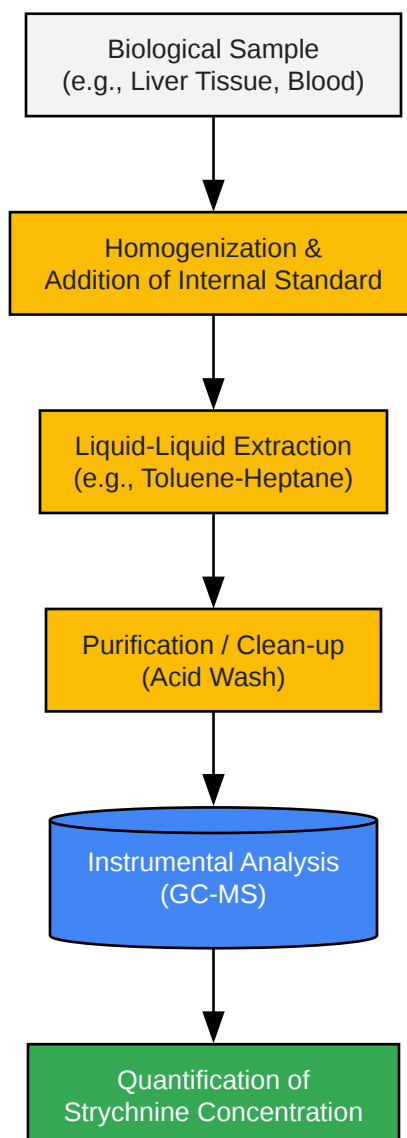 Biological Sample
(e.g., Liver Tissue, Blood)
Homogenization &
Addition of Internal Standard
Liquid-Liquid Extraction
(e.g., Toluene-Heptane)
Purification / Clean-up
(Acid Wash)
Instrumental Analysis
(GC-MS)
Quantification of
Strychnine Concentration